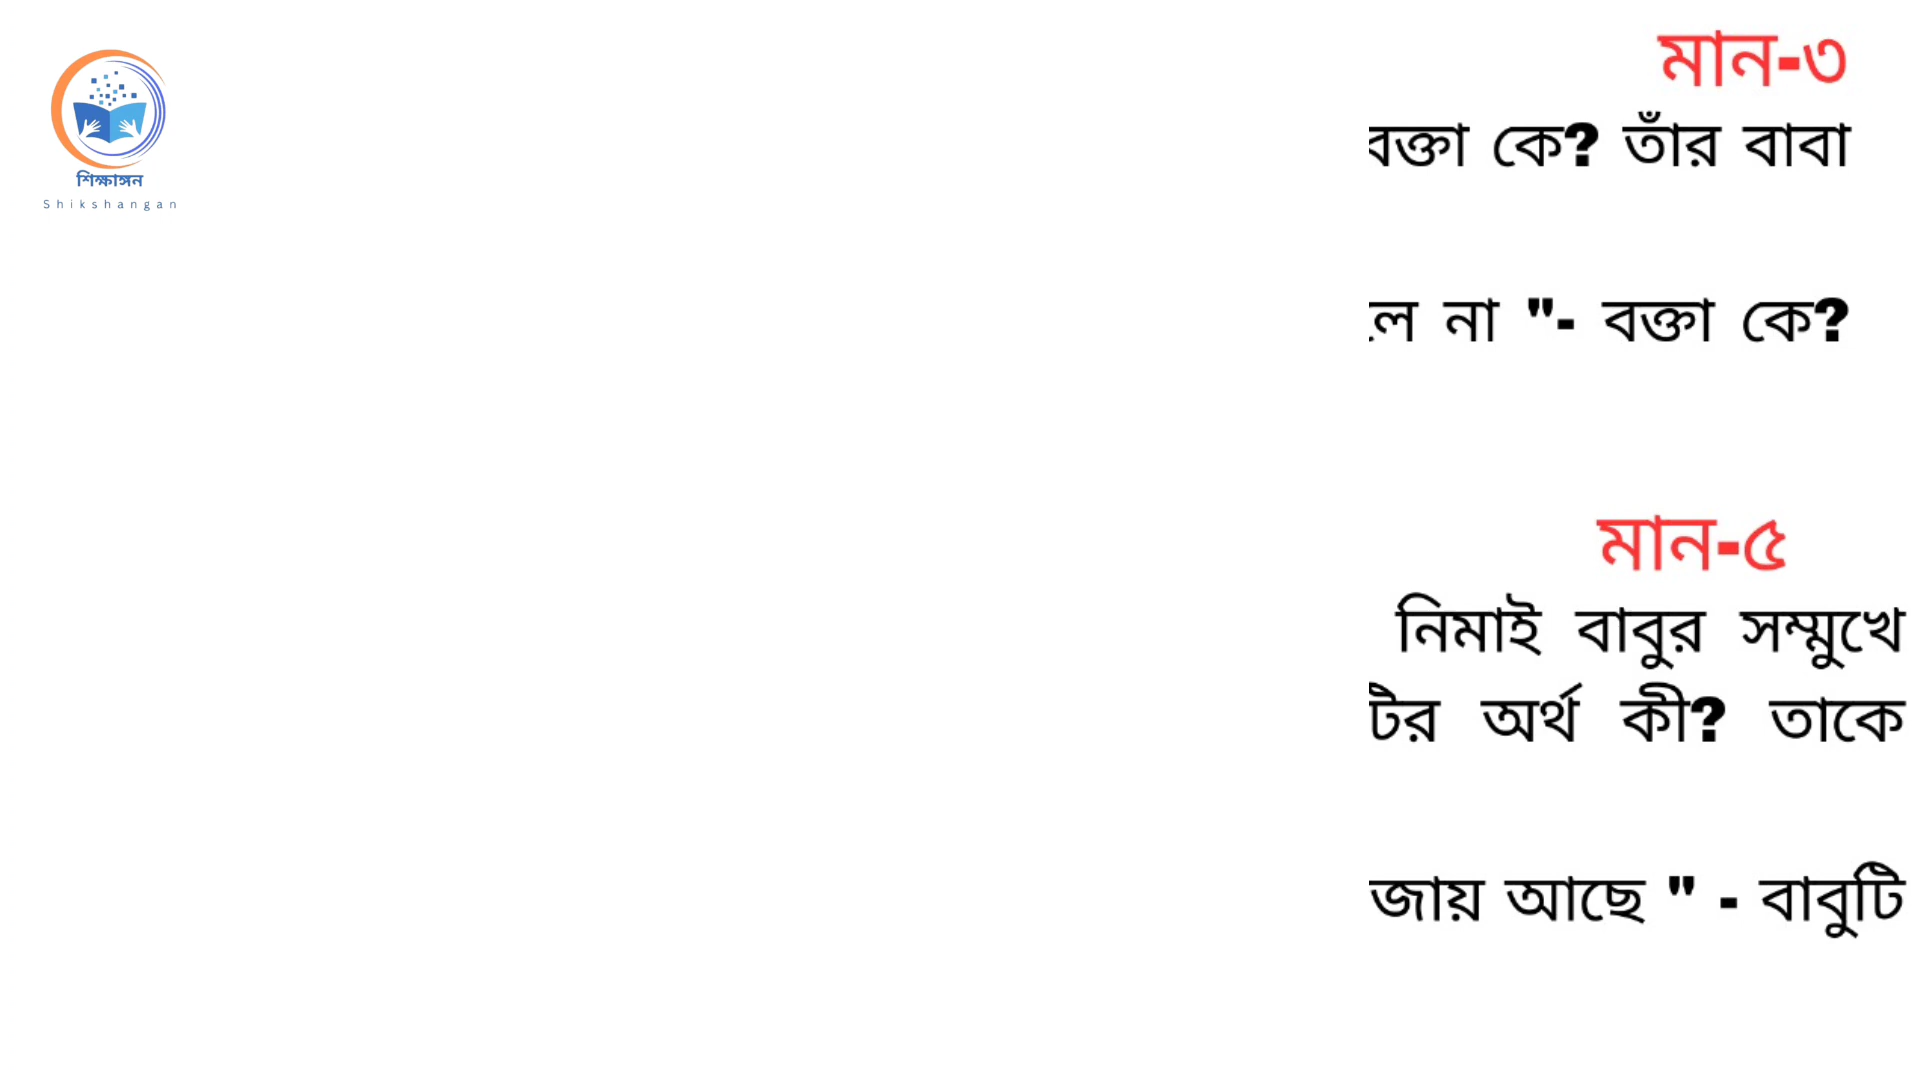 শিক্ষাঙ্গন
Shikshangan
মান-৩
বক্তা কে? তাঁর বাবা
না "- বক্তা কে?
মান-৫
নিমাই বাবুর সম্মুখে
টির অর্থ কী? তাকে
জায় আছে " - বাবুটি